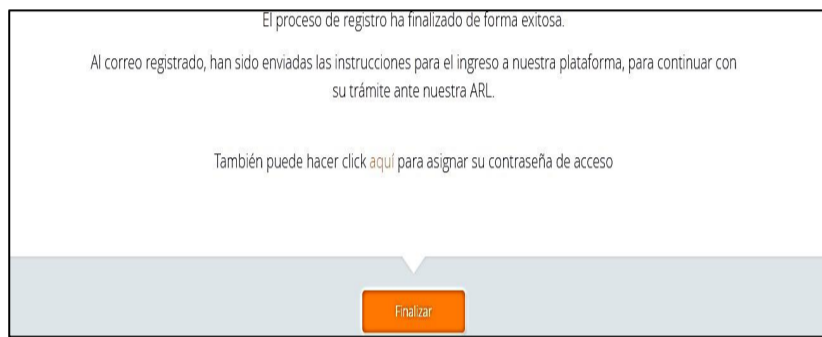 El proceso de registro ha finalizado de forma exitosa.
Al correo registrado, han sido enviadas las instrucciones para el ingreso a nuestra plataforma, para continuar con
su trámite ante nuestra ARL.
También puede hacer click aquí para asignar su contraseña de acceso
Finalizar